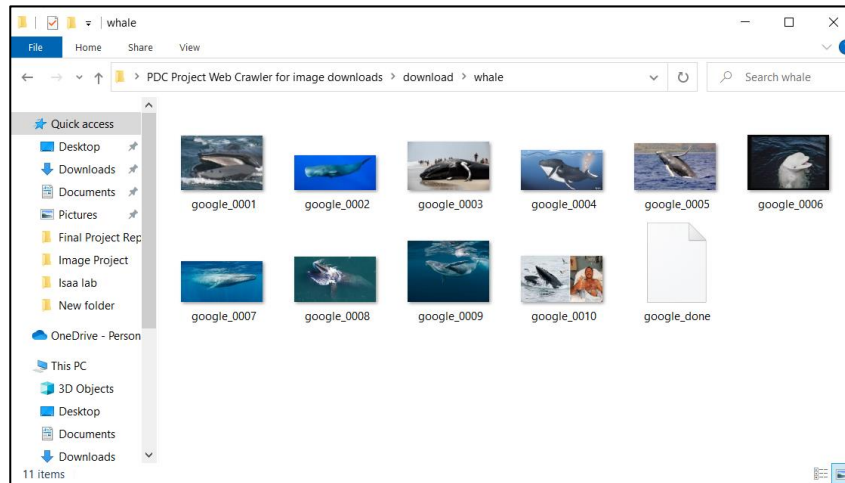 whale
File Home Share View
PDC Project Web Crawler for image downloads > download > whale
Search whale
Quick access
Desktop
Downloads
Documents
Pictures
Final Project Rep
Image Project
Isaa lab
New folder
OneDrive - Person
This PC
3D Objects
Desktop
Documents
Downloads
google_0001 google_0002 google_0003 google_0004 google_0005 google_0006
google_0007 google_0008 google_0009 google_0010 google_done
11 items